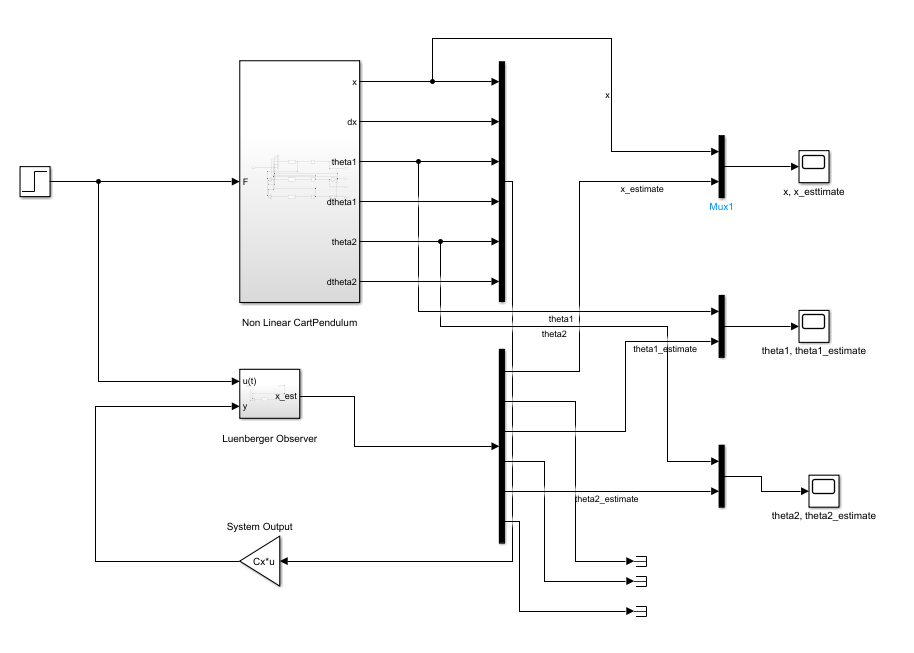 x
dx
theta1
dtheta1
theta2
dtheta2
F
Non Linear CartPendulum
x
x_estimate
Mux1
x, x_esttimate
theta1
theta2
theta1_estimate
theta1, theta1_estimate
u(t)
x_est
y
Luenberger Observer
theta2_estimate
theta2, theta2_estimate
System Output
Cx*u